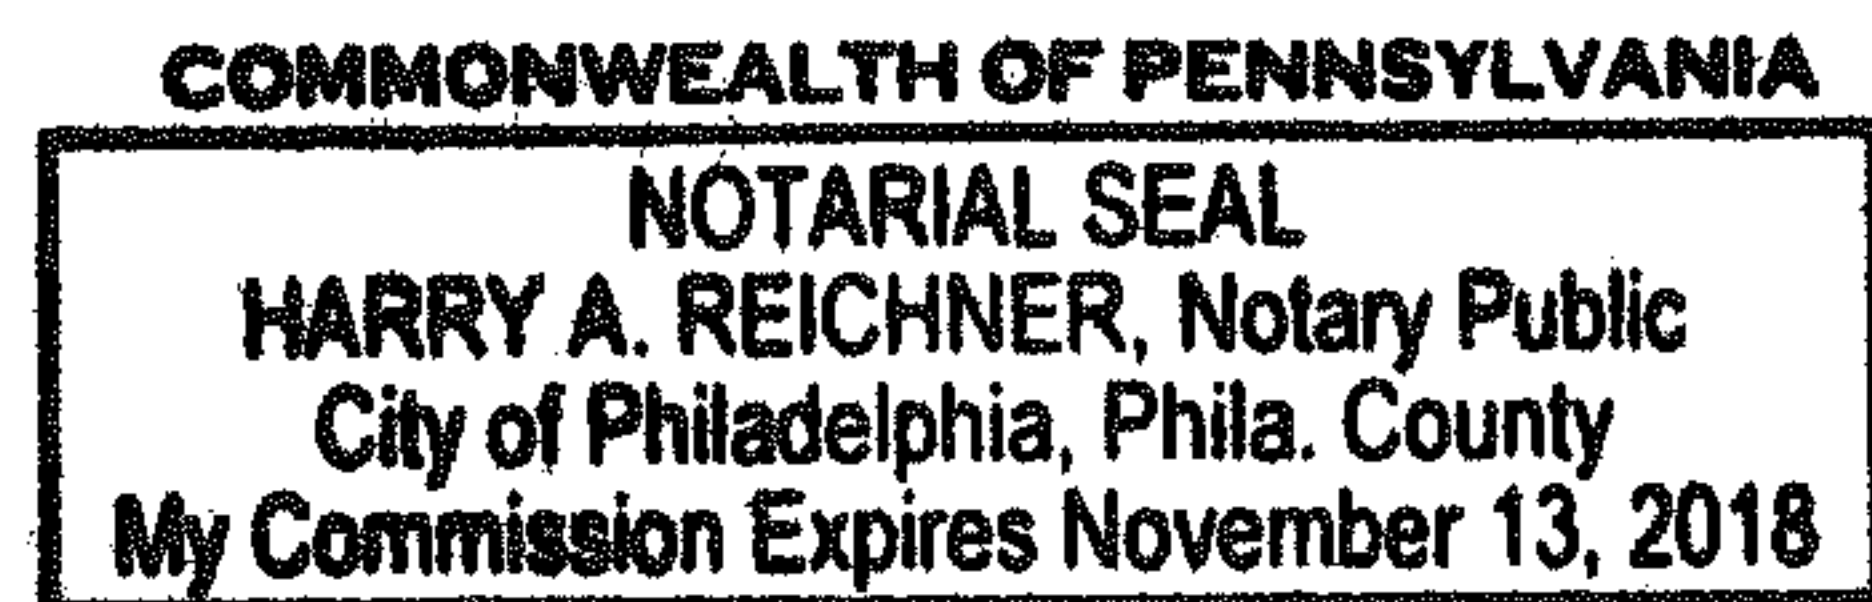 COMMONWEALTH OF PENNSYLVANIA
NOTARIAL SEAL
HARRY A. REICHNER, Notary Public
City of Philadelphia, Phila. County
My Commission Expires November 13, 2018